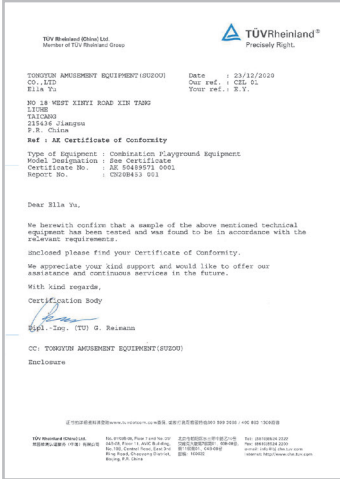 TÜV Rheinland (China) Ltd.
Member of TÜV Rheinland Group
TÜVRheinland®
Precisely Right.
TONGYUN AMUSEMENT EQUIPMENT(SUZOU)
CO.,LTD
Ella Yu
Date : 23/12/2020
Our ref. : CZL 01
Your ref.: E.Y.
NO 18 WEST XINYI ROAD XIN TANG
LIUHE
TAICANG
215436 Jiangsu
P.R. China
Ref : AK Certificate of Conformity
Type of Equipment : Combination Playground Equipment
Model Designation : See Certificate
Certificate No. : AK 50489571 0001
Report No. : CN20B453 001
Dear Ella Yu,
We herewith confirm that a sample of the above mentioned technical
equipment has been tested and was found to be in accordance with the
relevant requirements.
Enclosed please find your Certificate of Conformity.
We appreciate your kind support and would like to offer our
assistance and continuous services in the future.
With kind regards,
Certification Body
Dipl.-Ing. (TU) G. Reimann
CC: TONGYUN AMUSEMENT EQUIPMENT(SUZOU)
Enclosure
TÜV Rheinland (China) Ltd.